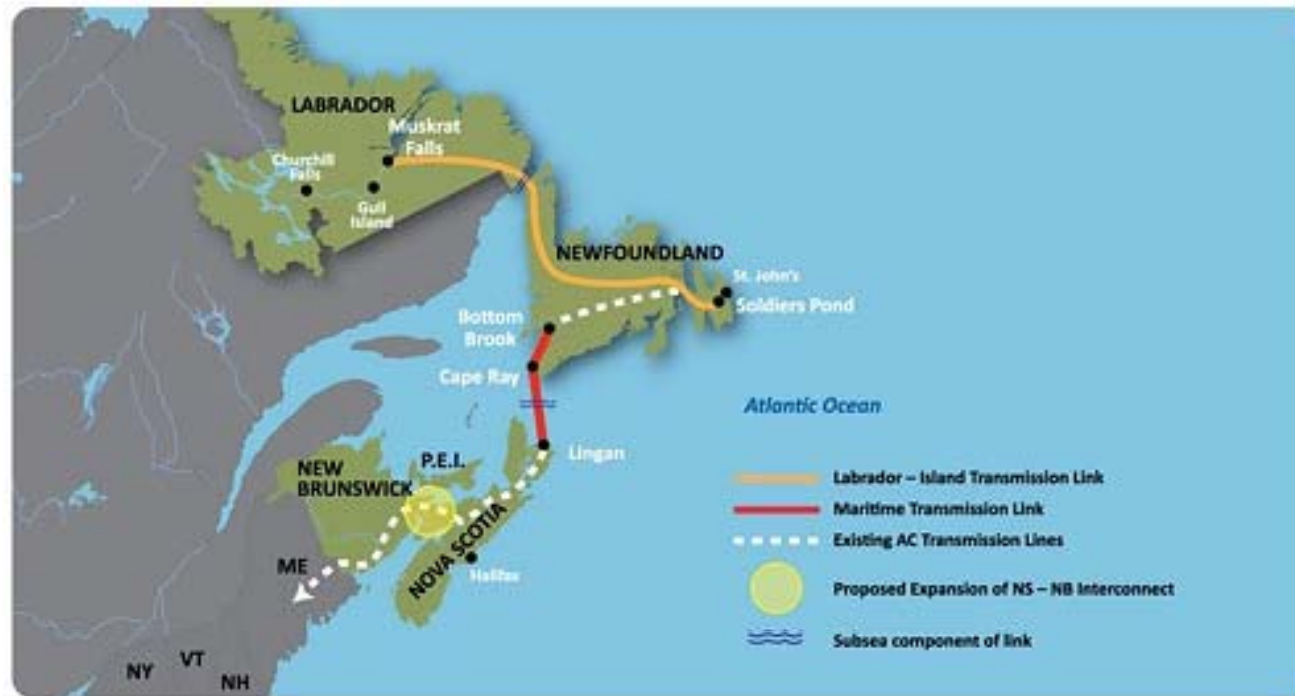 LABRADOR
Muskrat
Falls
Churchill
Falls
Gull
Island
NEWFOUNDLAND
St. John's
Soldiers Pond
Bottom
Brook
Cape Ray
Atlantic Ocean
Lingan
P.E.I.
NEW
BRUNSWICK
NOVA SCOTIA
Halifax
ME
NY
VT
NH
Labrador – Island Transmission Link
Maritime Transmission Link
Existing AC Transmission Lines
Proposed Expansion of NS – NB Interconnect
Subsea component of link